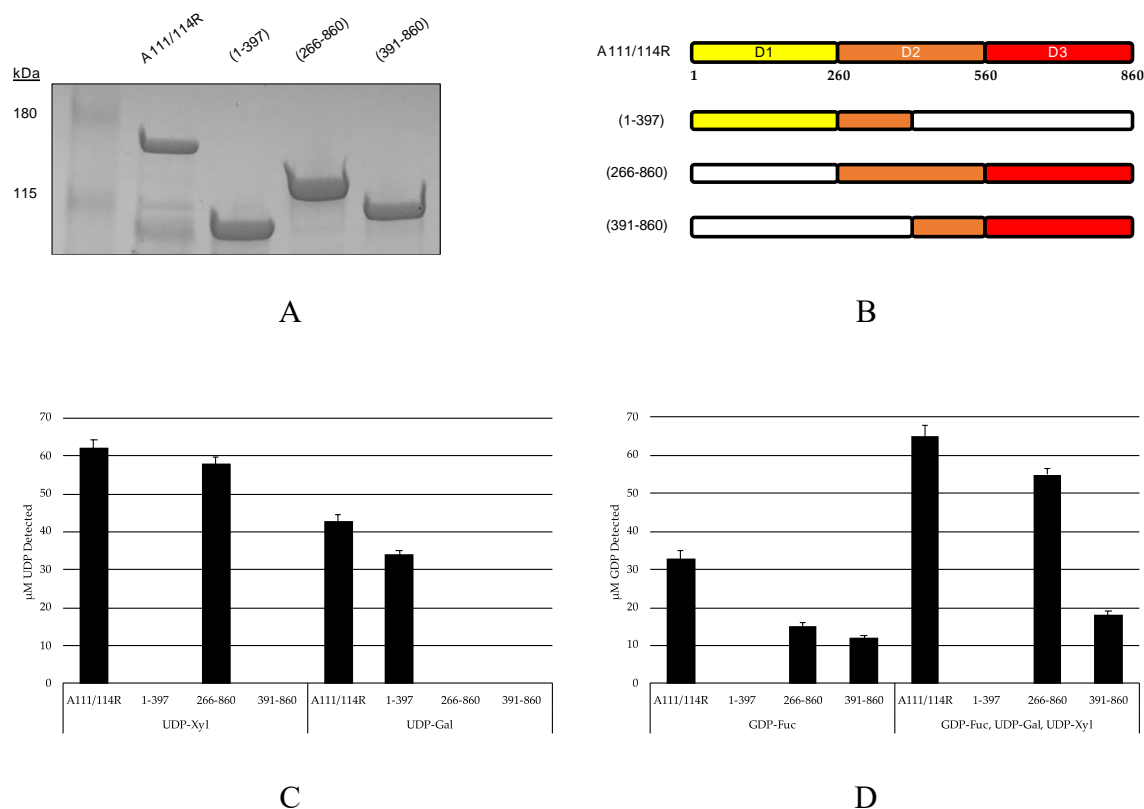 A111/114R (1-397) (266-860) (391-860)
kDa
180
115
A
A111/114R D1 D2 D3
1 260 560 860
(1-397)
(266-860)
(391-860)
B
70
60
50
40
30
20
10
0
µM UDP Detected
A111/114R 1-397 266-860 391-860 A111/114R 1-397 266-860 391-860
UDP-Xyl UDP-Gal
C
70
60
50
40
30
20
10
0
µM GDP Detected
A111/114R 1-397 266-860 391-860 A111/114R 1-397 266-860 391-860
GDP-Fuc GDP-Fuc, UDP-Gal, UDP-Xyl
D